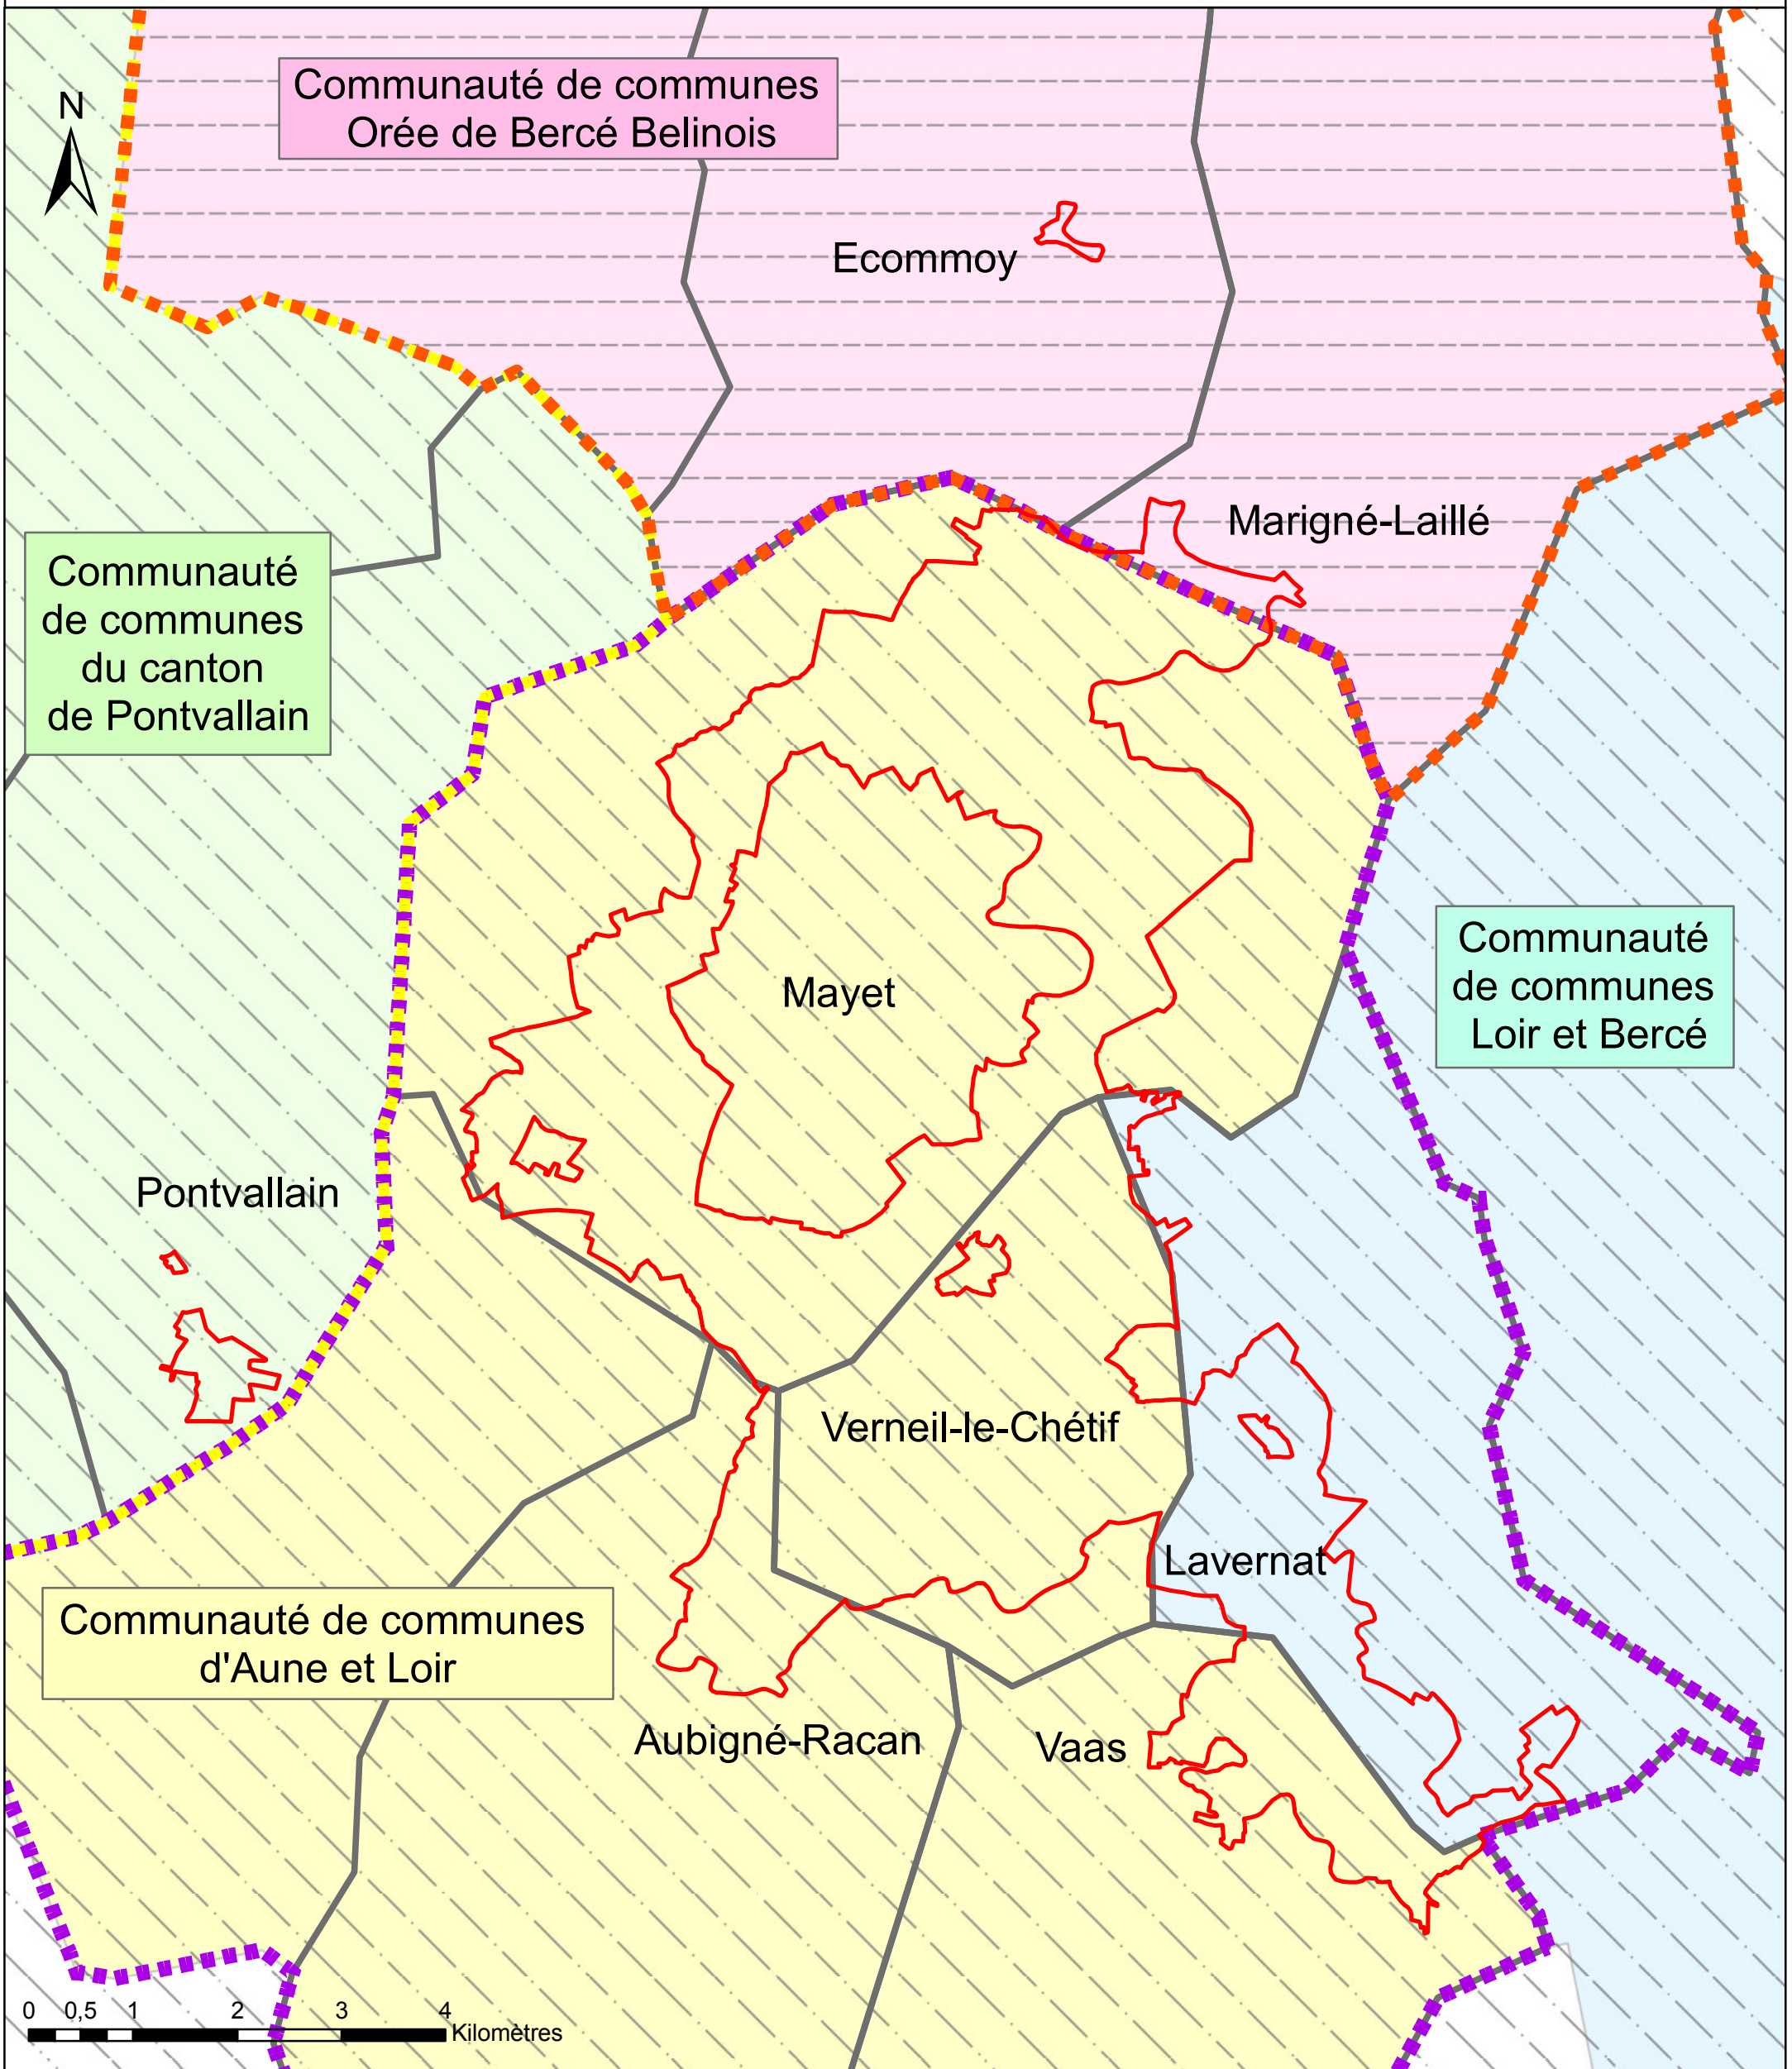 Communauté de communes
Orée de Bercé Belinois
N
Ecommoy
Marigné-Laillé
Communauté
de communes
du canton
de Pontvallain
Communauté
de communes
Loir et Bercé
Mayet
Pontvallain
Verneil-le-Chétif
Lavernat
Communauté de communes
d'Aune et Loir
Aubigné-Racan
Vaas
0 0,5 1 2 3 4
Kilomètres